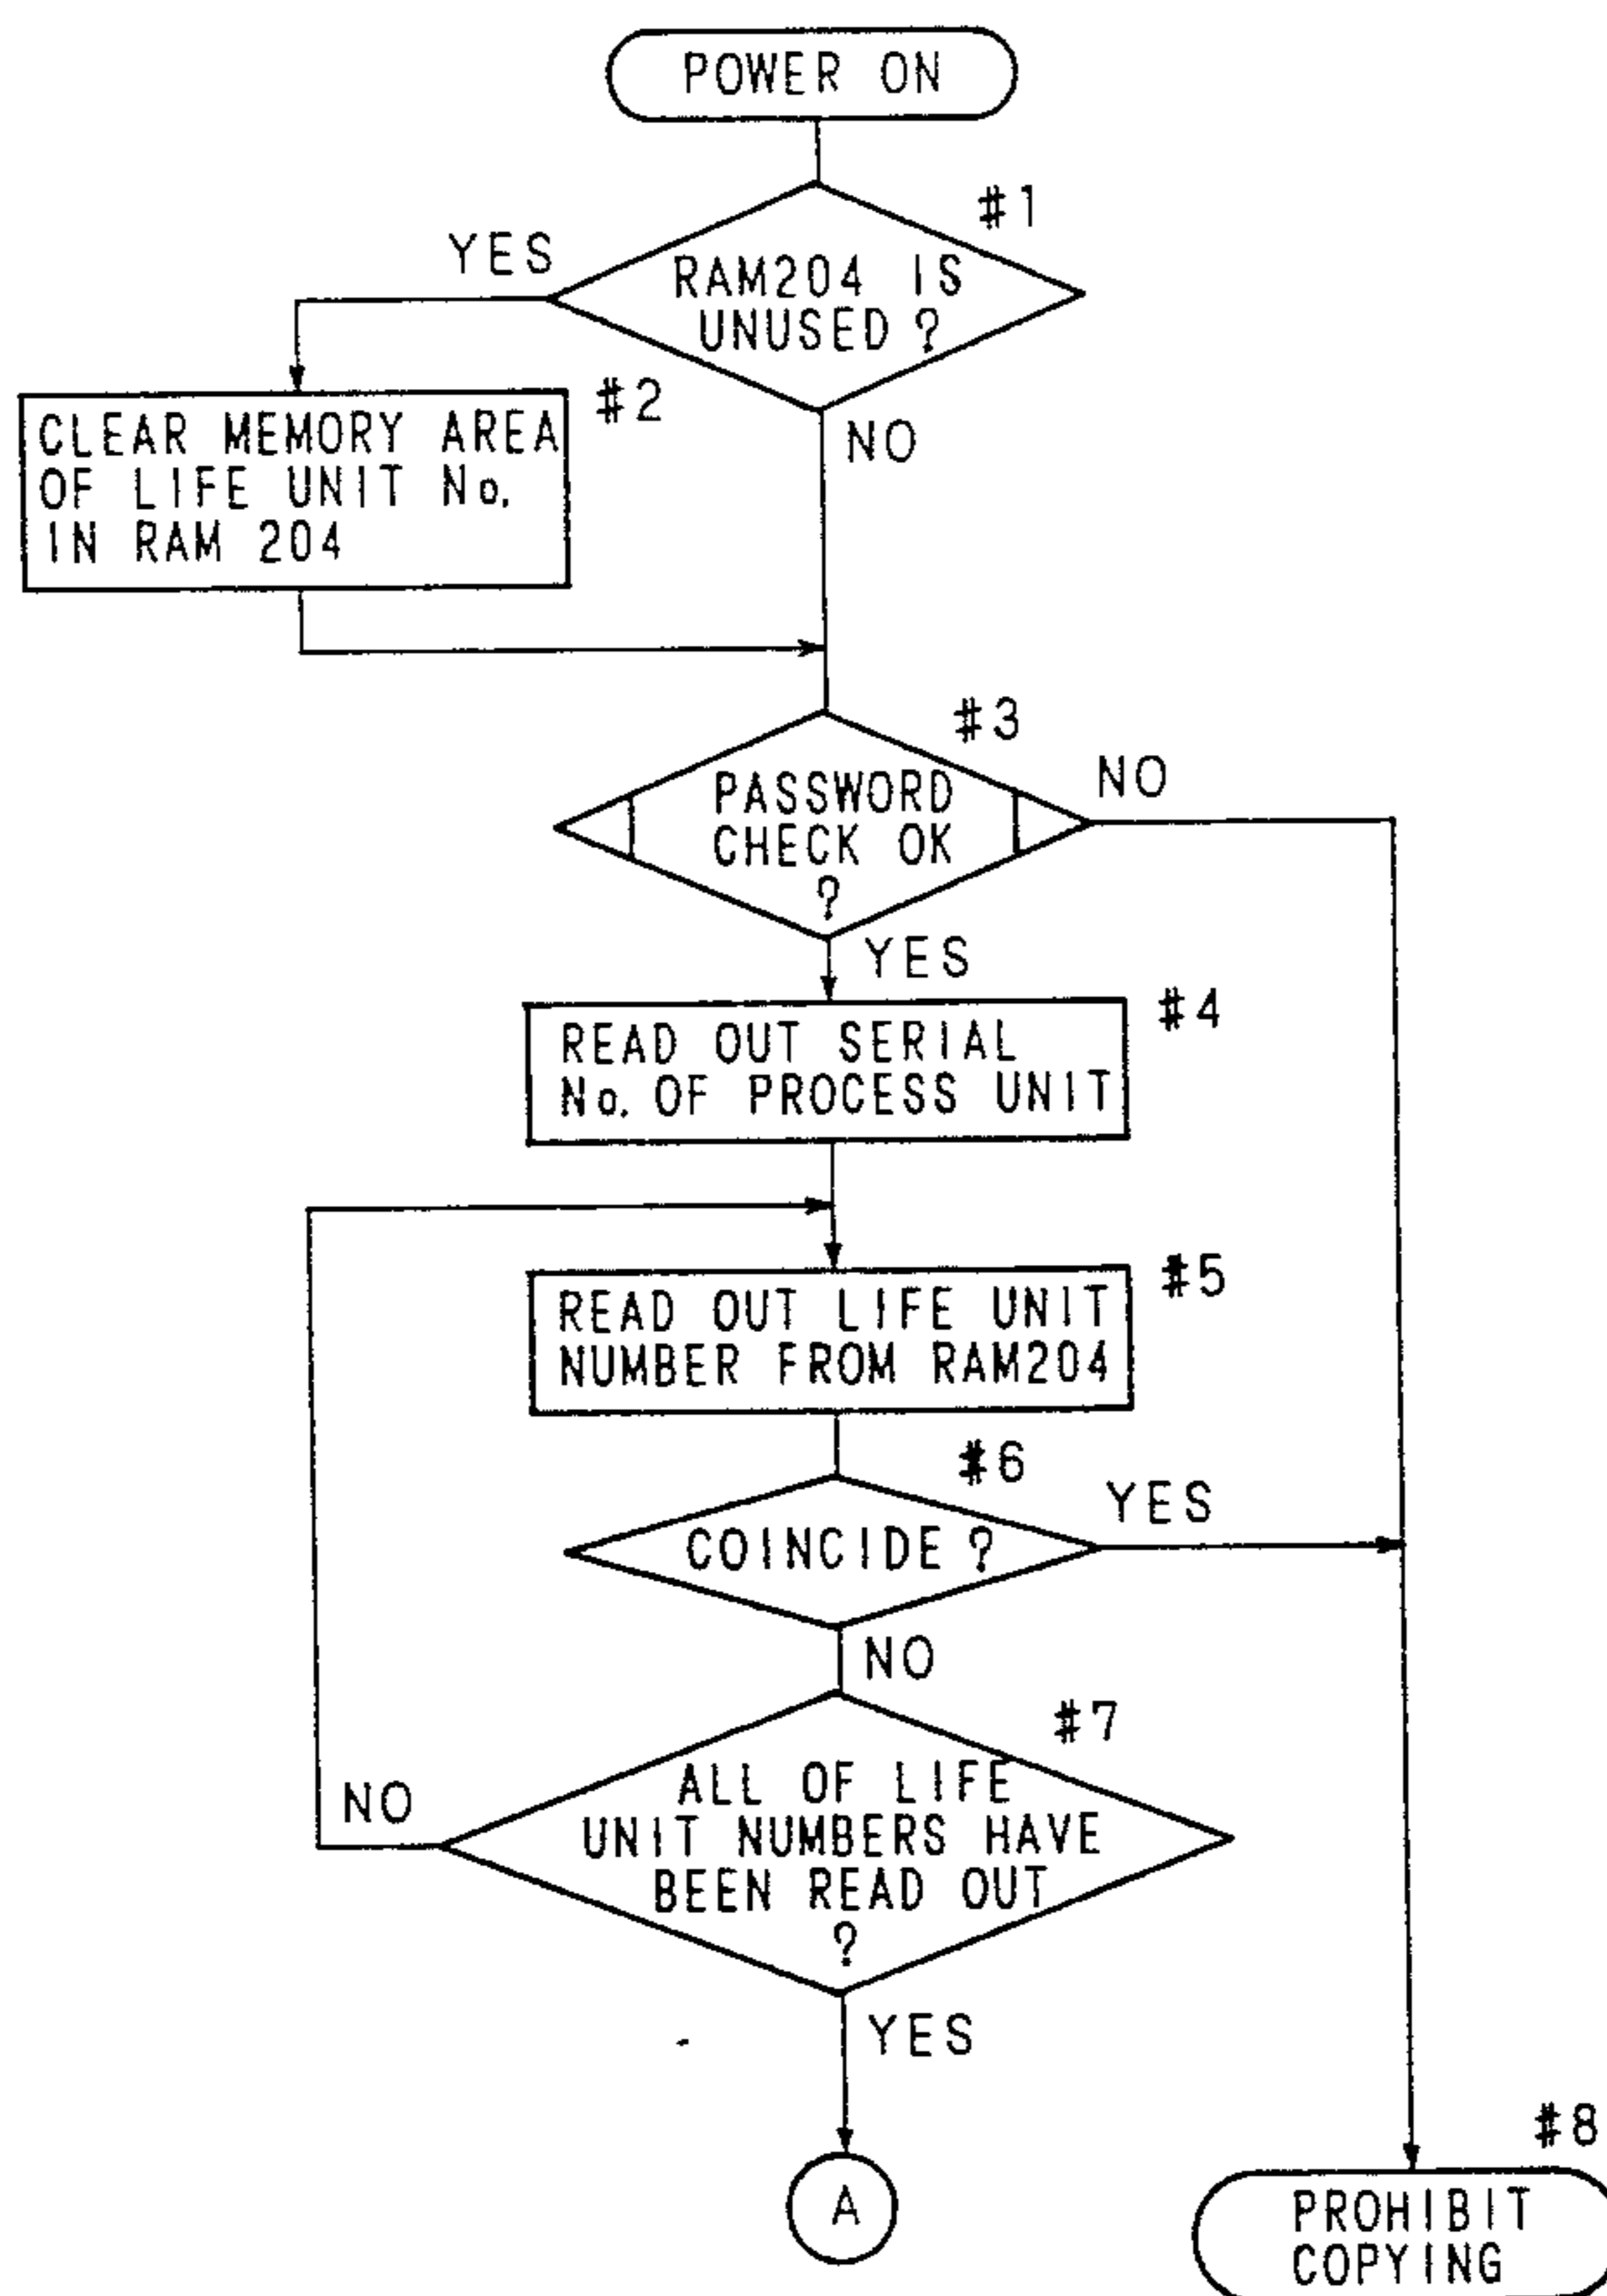 POWER ON
#1
YES
RAM204 IS
UNUSED ?
#2
NO
CLEAR MEMORY AREA
OF LIFE UNIT No.
IN RAM 204
#3
NO
PASSWORD
CHECK OK
?
YES
#4
READ OUT SERIAL
No. OF PROCESS UNIT
#5
READ OUT LIFE UNIT
NUMBER FROM RAM204
#6
YES
COINCIDE ?
NO
#7
ALL OF LIFE
UNIT NUMBERS HAVE
BEEN READ OUT
?
NO
YES
#8
A
PROHIBIT
COPYING